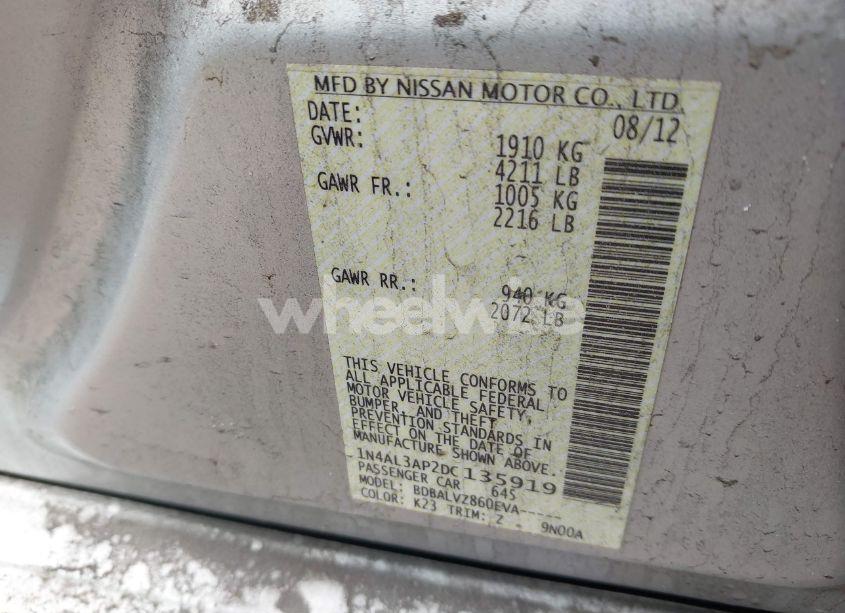 MFD BY NISSAN MOTOR CO., LTD.
DATE: 08/12
GVWR: 1910 KG
4211 LB
GAWR FR.: 1005 KG
2216 LB
GAWR RR.: 940 KG
2072 LB
wheelwise
THIS VEHICLE CONFORMS TO
ALL APPLICABLE FEDERAL
MOTOR VEHICLE SAFETY,
BUMPER, AND THEFT
PREVENTION STANDARDS IN
EFFECT ON THE DATE OF
MANUFACTURE SHOWN ABOVE.
1N4AL3AP2DC135919
PASSENGER CAR 64S
MODEL: BDBALVZ860EVA-----
COLOR: K23 TRIM: Z 9N00A